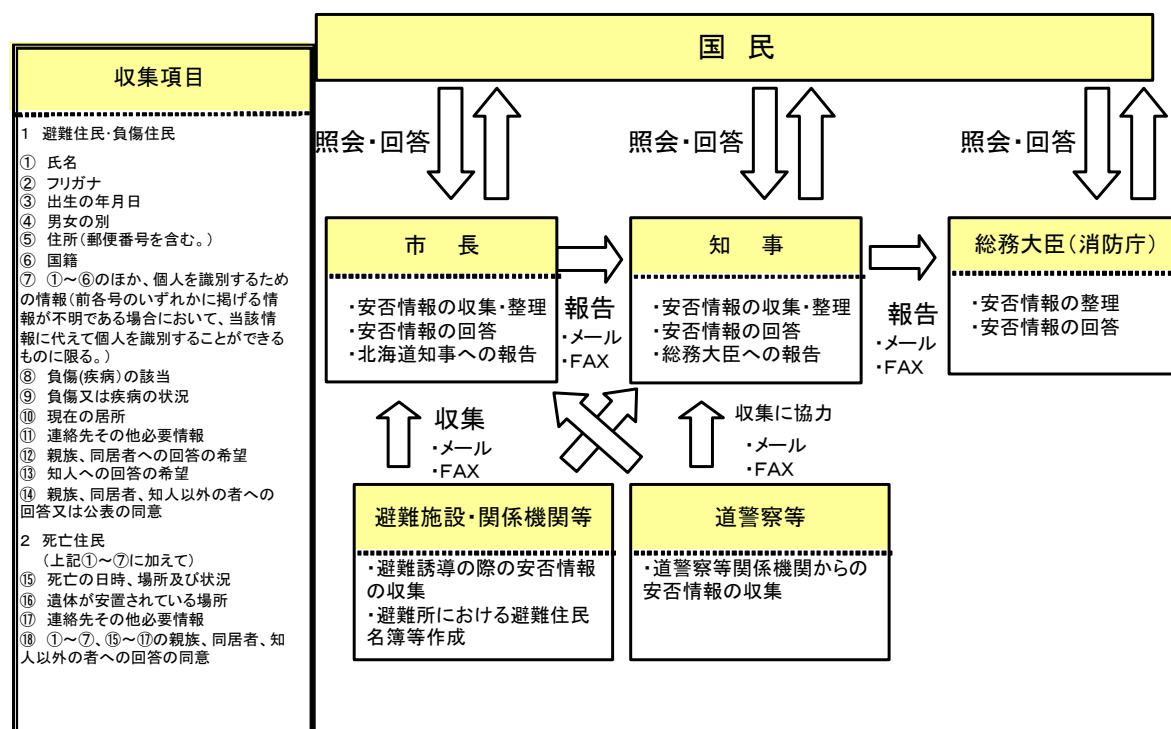 国　民
収集項目
1　避難住民・負傷住民
①　氏名
②　フリガナ
③　出生の年月日
④　男女の別
⑤　住所（郵便番号を含む。）
⑥　国籍
⑦　①～⑥のほか、個人を識別するため
の情報（前各号のいずれかに掲げる情
報が不明である場合において、当該情
報に代えて個人を識別することができる
ものに限る。）
⑧　負傷（疾病）の該当
⑨　負傷又は疾病の状況
⑩　現在の居所
⑪　連絡先その他必要情報
⑫　親族、同居者への回答の希望
⑬　知人への回答の希望
⑭　親族、同居者、知人以外の者への
回答又は公表の同意
2　死亡住民
（上記①～⑦に加えて）
⑮　死亡の日時、場所及び状況
⑯　遺体が安置されている場所
⑰　連絡先その他必要情報
⑱　①～⑦、⑮～⑰の親族、同居者、知
人以外の者への回答の同意
照会・回答
照会・回答
照会・回答
市　長
・安否情報の収集・整理
・安否情報の回答
・北海道知事への報告
報告
・メール
・FAX
知　事
・安否情報の収集・整理
・安否情報の回答
・総務大臣への報告
報告
・メール
・FAX
総務大臣（消防庁）
・安否情報の整理
・安否情報の回答
収集
・メール
・FAX
収集に協力
・メール
・FAX
避難施設・関係機関等
・避難誘導の際の安否情報
の収集
・避難所における避難住民
名簿等作成
道警察等
・道警察等関係機関からの
安否情報の収集